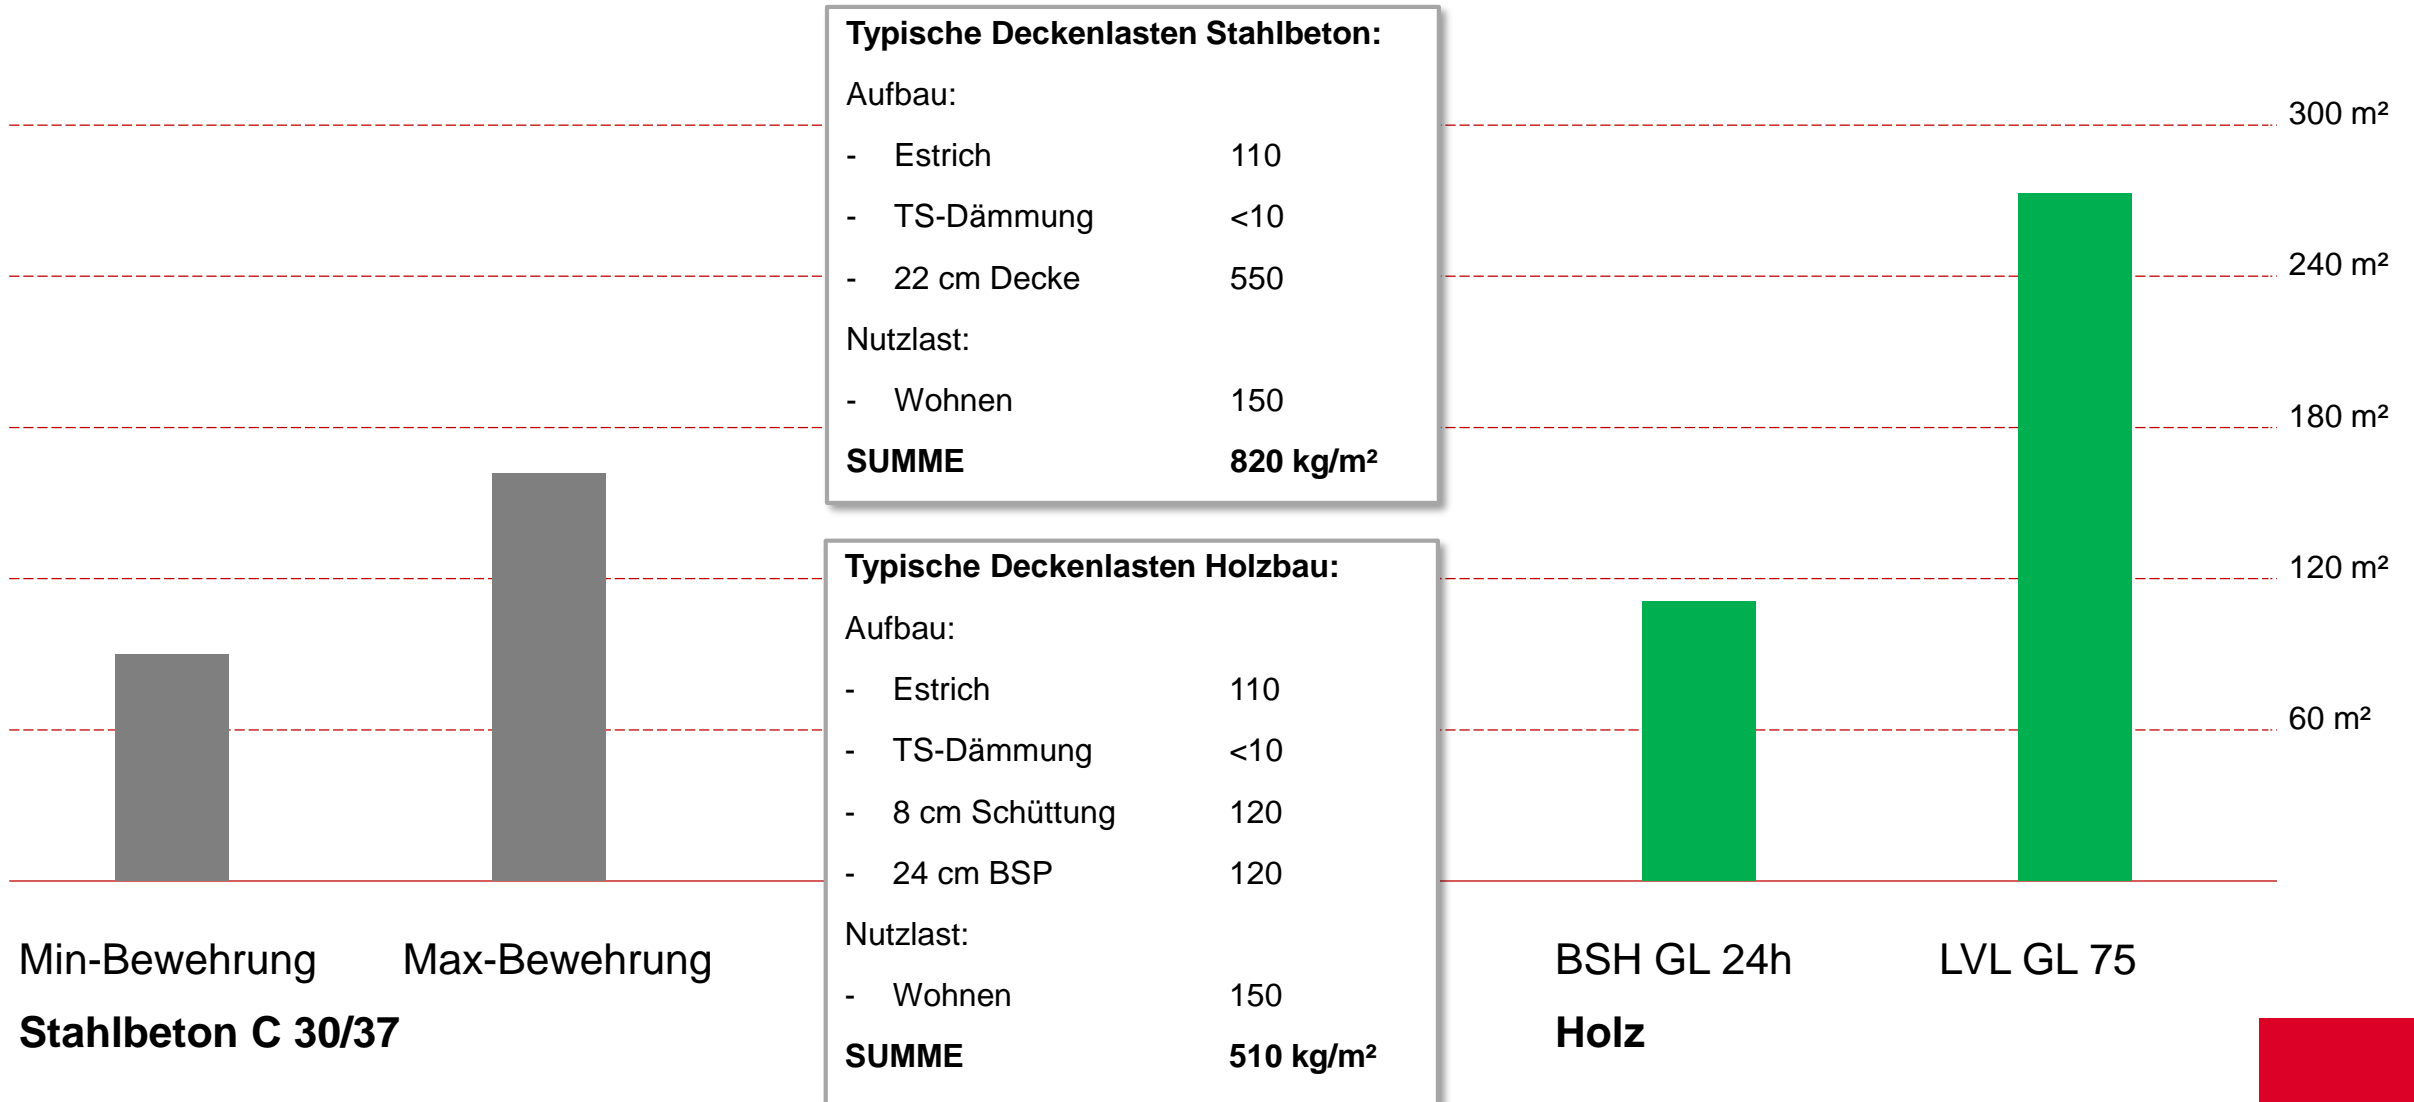 Typische Deckenlasten Stahlbeton:
Aufbau:
- Estrich 110
- TS-Dämmung <10
- 22 cm Decke 550
Nutzlast:
- Wohnen 150
SUMME 820 kg/m²
Typische Deckenlasten Holzbau:
Aufbau:
- Estrich 110
- TS-Dämmung <10
- 8 cm Schüttung 120
- 24 cm BSP 120
Nutzlast:
- Wohnen 150
SUMME 510 kg/m²
300 m²
240 m²
180 m²
120 m²
60 m²
Min-Bewehrung Max-Bewehrung
Stahlbeton C 30/37
BSH GL 24h LVL GL 75
Holz